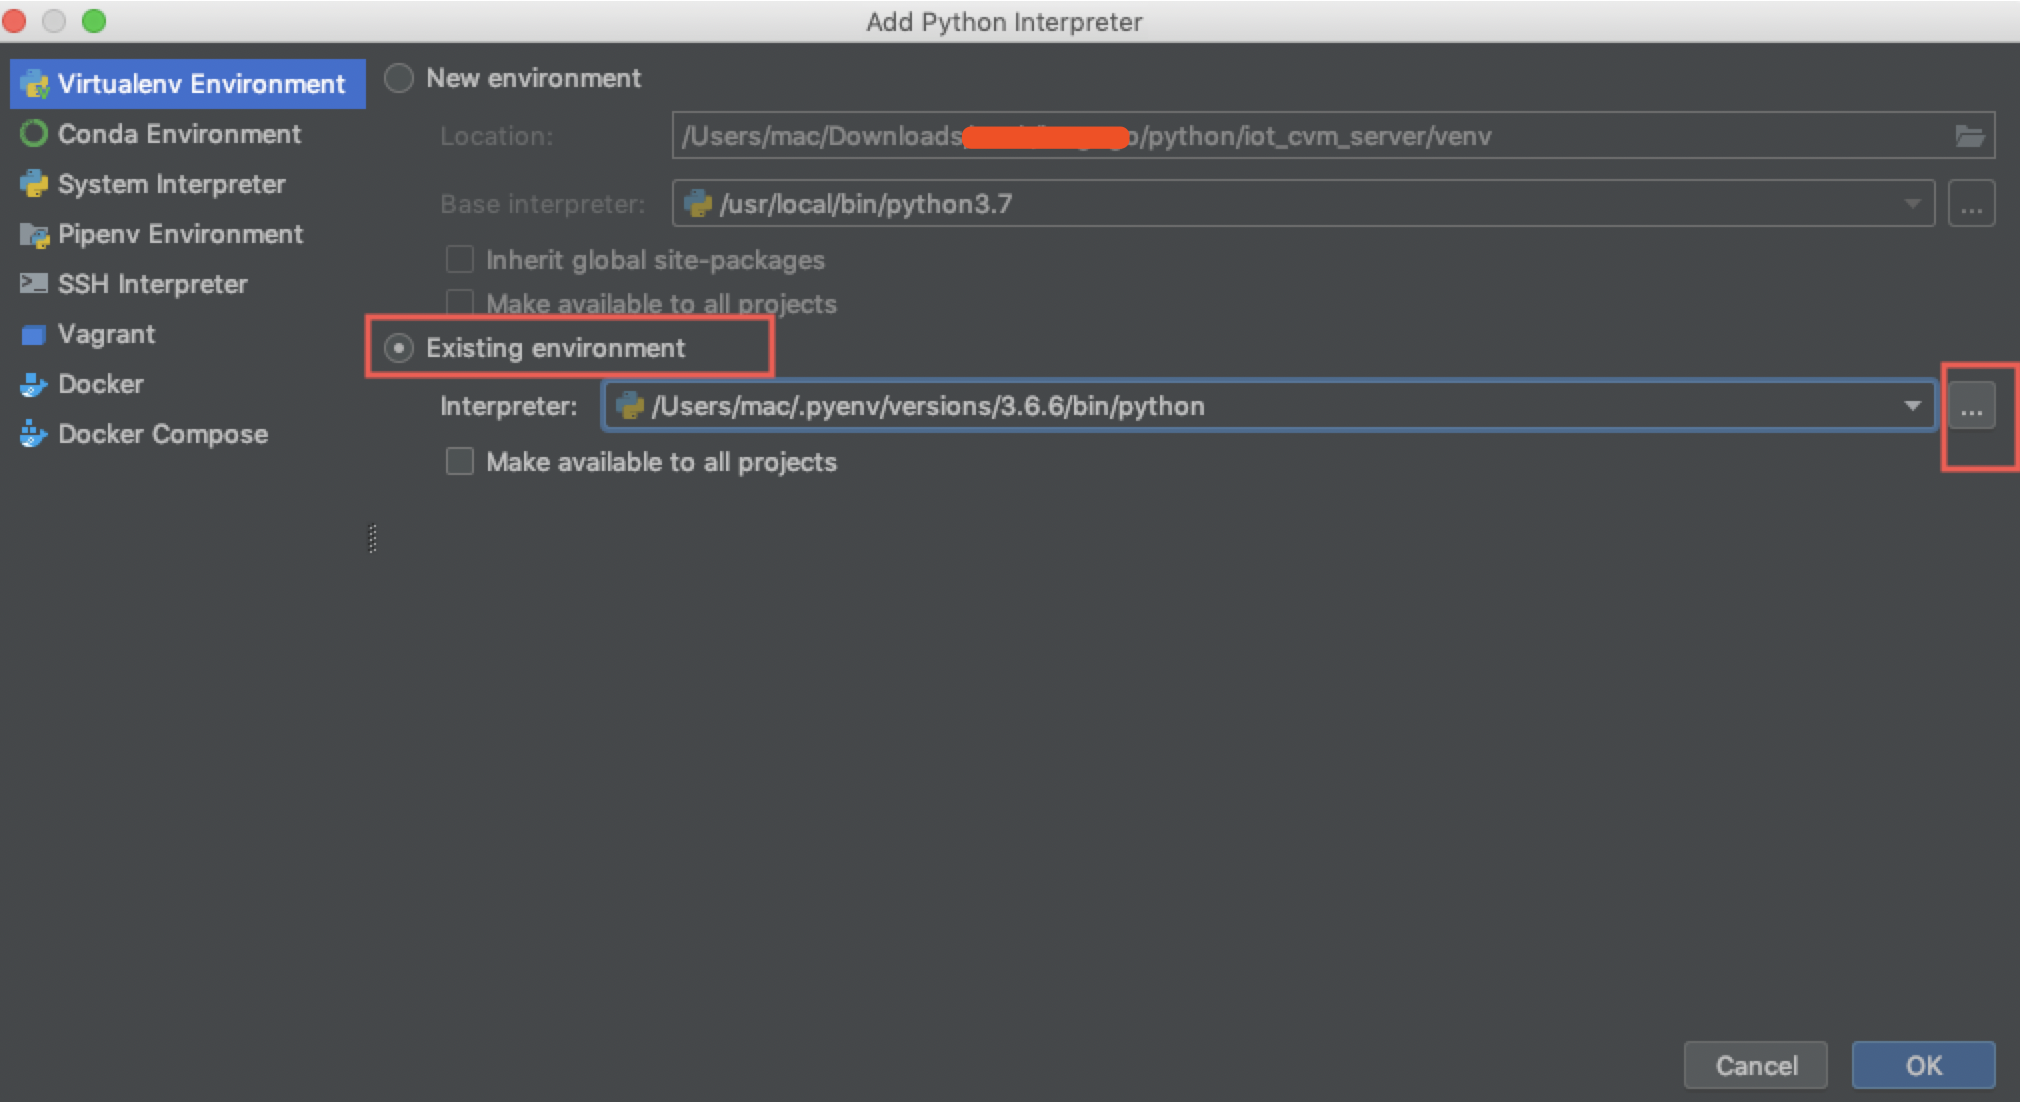 Add Python Interpreter
Virtualenv Environment
Conda Environment
System Interpreter
Pipenv Environment
SSH Interpreter
Vagrant
Docker
Docker Compose
New environment
Location: /Users/mac/Downloads /python/iot_cvm_server/venv
Base interpreter: /usr/local/bin/python3.7 ...
Inherit global site-packages
Make available to all projects
Existing environment
Interpreter: /Users/mac/.pyenv/versions/3.6.6/bin/python ...
Make available to all projects
Cancel OK